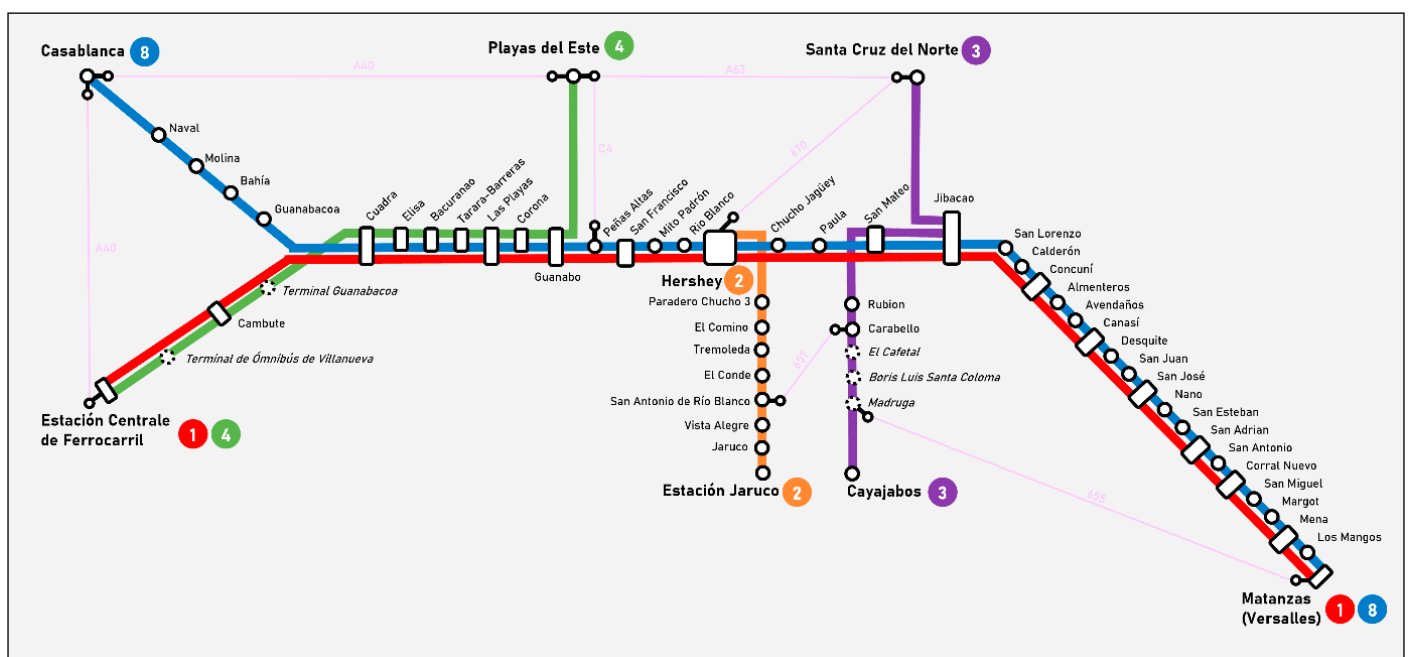 Casablanca 8
Playas del Este 4
Santa Cruz del Norte 3
A40
A63
A40
C4
670
657
655
Naval
Molina
Bahía
Guanabacoa
Cuadra
Elisa
Bacuranao
Tarara-Barreras
Las Playas
Corona
Guanabo
Peñas Altas
San Francisco
Mito Padrón
Rio Blanco
Hershey 2
Chucho Jagüey
Paula
San Mateo
Jibacao
Terminal Guanabacoa
Cambute
Terminal de Ómnibús de Villanueva
Estación Centrale
de Ferrocarril 1 4
Paradero Chucho 3
El Comino
Tremoleda
El Conde
San Antonio de Río Blanco
Vista Alegre
Jaruco
Estación Jaruco 2
Rubion
Carabello
El Cafetal
Boris Luis Santa Coloma
Madruga
Cayajabos 3
San Lorenzo
Calderón
Concuní
Almenteros
Avendaños
Canasí
Desquite
San Juan
San José
Nano
San Esteban
San Adrian
San Antonio
Corral Nuevo
San Miguel
Margot
Mena
Los Mangos
Matanzas
(Versalles) 1 8